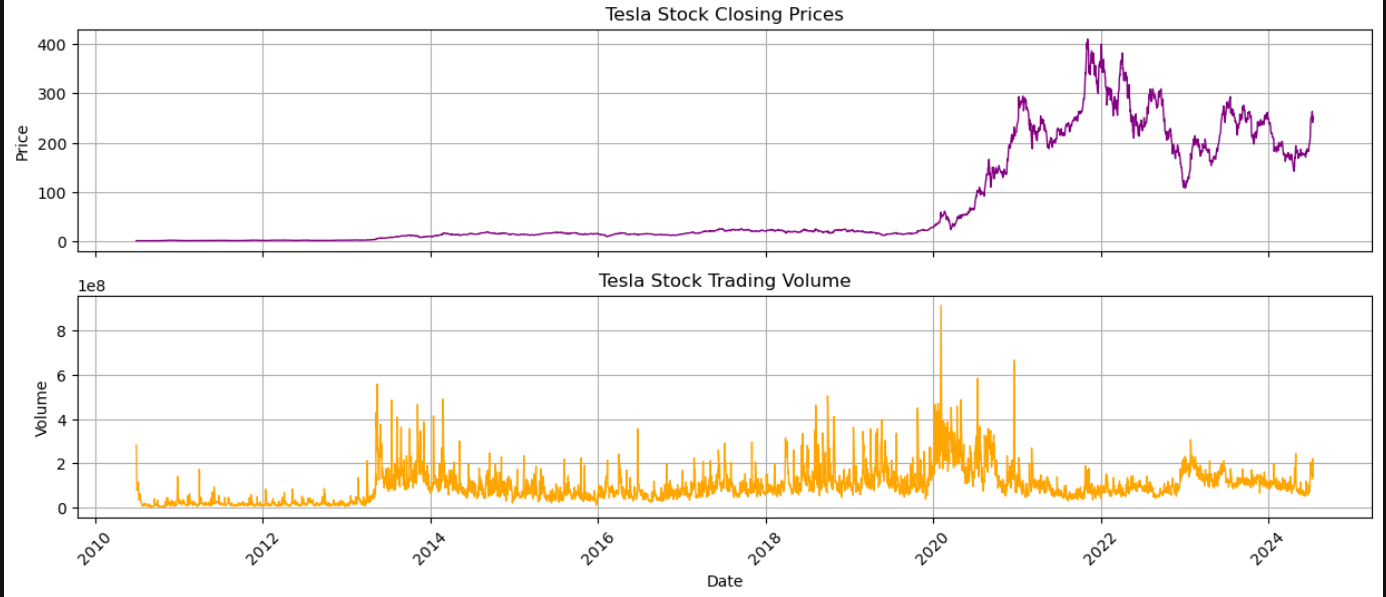 Tesla Stock Closing Prices
400
300
200
100
0
Price
Tesla Stock Trading Volume
1e8
8
6
4
2
0
Volume
2010 2012 2014 2016 2018 2020 2022 2024
Date